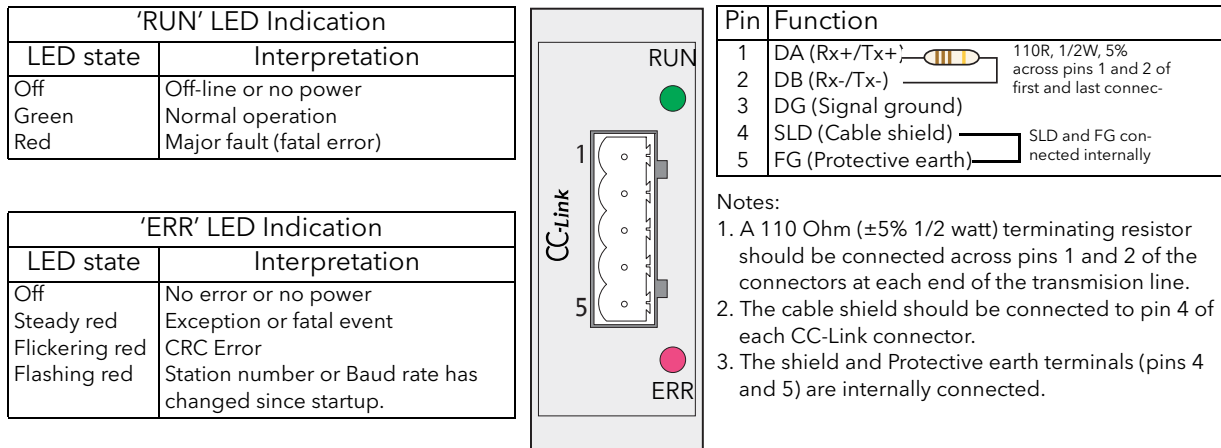 'RUN' LED Indication
LED state Interpretation
Off Off-line or no power
Green Normal operation
Red Major fault (fatal error)
'ERR' LED Indication
LED state Interpretation
Off No error or no power
Steady red Exception or fatal event
Flickering red CRC Error
Flashing red Station number or Baud rate has
changed since startup.
RUN
1
CC-Link
5
ERR
Pin Function
1 DA (Rx+/Tx+)
2 DB (Rx-/Tx-)
3 DG (Signal ground)
4 SLD (Cable shield)
5 FG (Protective earth)
110R, 1/2W, 5%
across pins 1 and 2 of
first and last connec-
SLD and FG con-
nected internally
Notes:
1. A 110 Ohm (±5% 1/2 watt) terminating resistor
should be connected across pins 1 and 2 of the
connectors at each end of the transmision line.
2. The cable shield should be connected to pin 4 of
each CC-Link connector.
3. The shield and Protective earth terminals (pins 4
and 5) are internally connected.